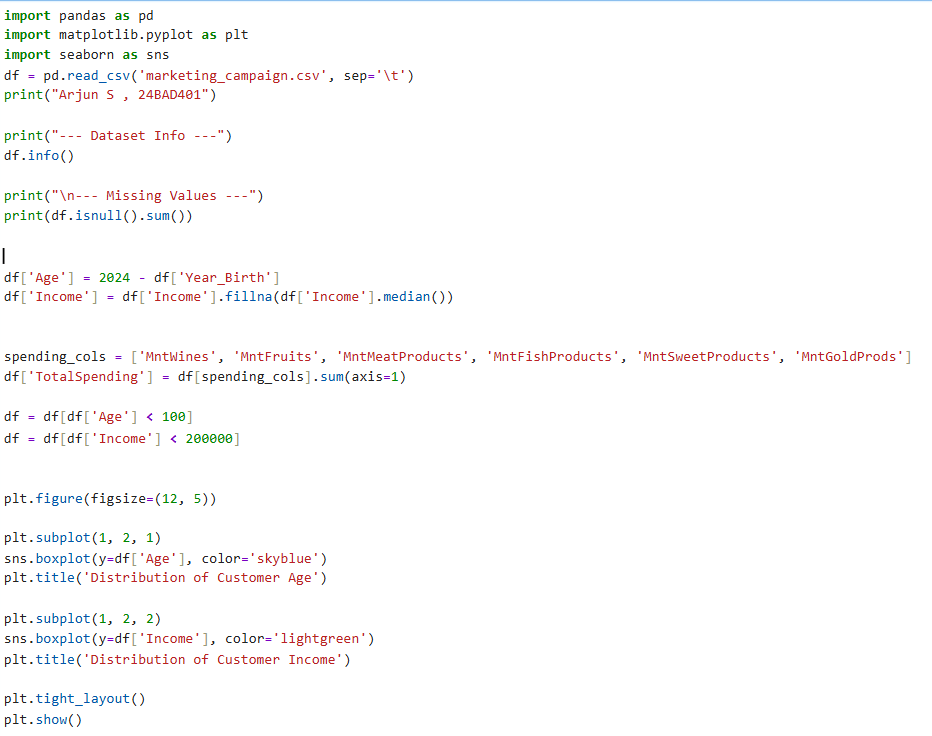 import pandas as pd
import matplotlib.pyplot as plt
import seaborn as sns
df = pd.read_csv('marketing_campaign.csv', sep='\t')
print("Arjun S , 24BAD401")
print("--- Dataset Info ---")
df.info()
print("\n--- Missing Values ---")
print(df.isnull().sum())
df['Age'] = 2024 - df['Year_Birth']
df['Income'] = df['Income'].fillna(df['Income'].median())
spending_cols = ['MntWines', 'MntFruits', 'MntMeatProducts', 'MntFishProducts', 'MntSweetProducts', 'MntGoldProds']
df['TotalSpending'] = df[spending_cols].sum(axis=1)
df = df[df['Age'] < 100]
df = df[df['Income'] < 200000]
plt.figure(figsize=(12, 5))
plt.subplot(1, 2, 1)
sns.boxplot(y=df['Age'], color='skyblue')
plt.title('Distribution of Customer Age')
plt.subplot(1, 2, 2)
sns.boxplot(y=df['Income'], color='lightgreen')
plt.title('Distribution of Customer Income')
plt.tight_layout()
plt.show()